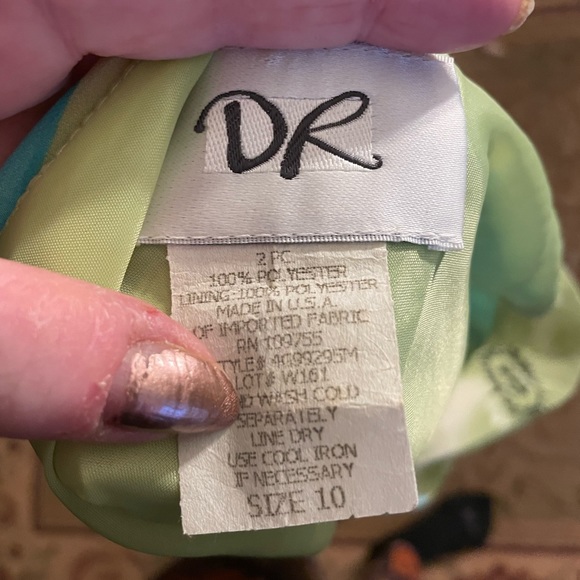 DR
2 PC
100% POLYESTER
LINING: 100% POLYESTER
MADE IN U.S.A.
OF IMPORTED FABRIC
RN 109755
STYLE# 4G99295M
LOT# W161
WASH COLD
SEPARATELY
LINE DRY
USE COOL IRON
IF NECESSARY
SIZE 10